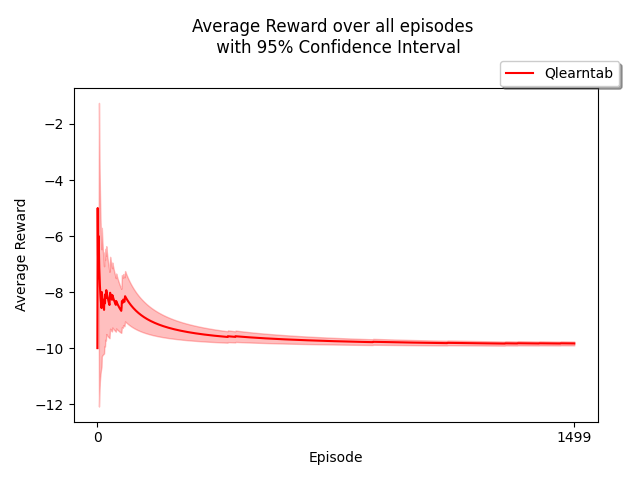 Average Reward over all episodes
with 95% Confidence Interval
Qlearntab
−2
−4
−6
−8
−10
−12
Average Reward
0
1499
Episode